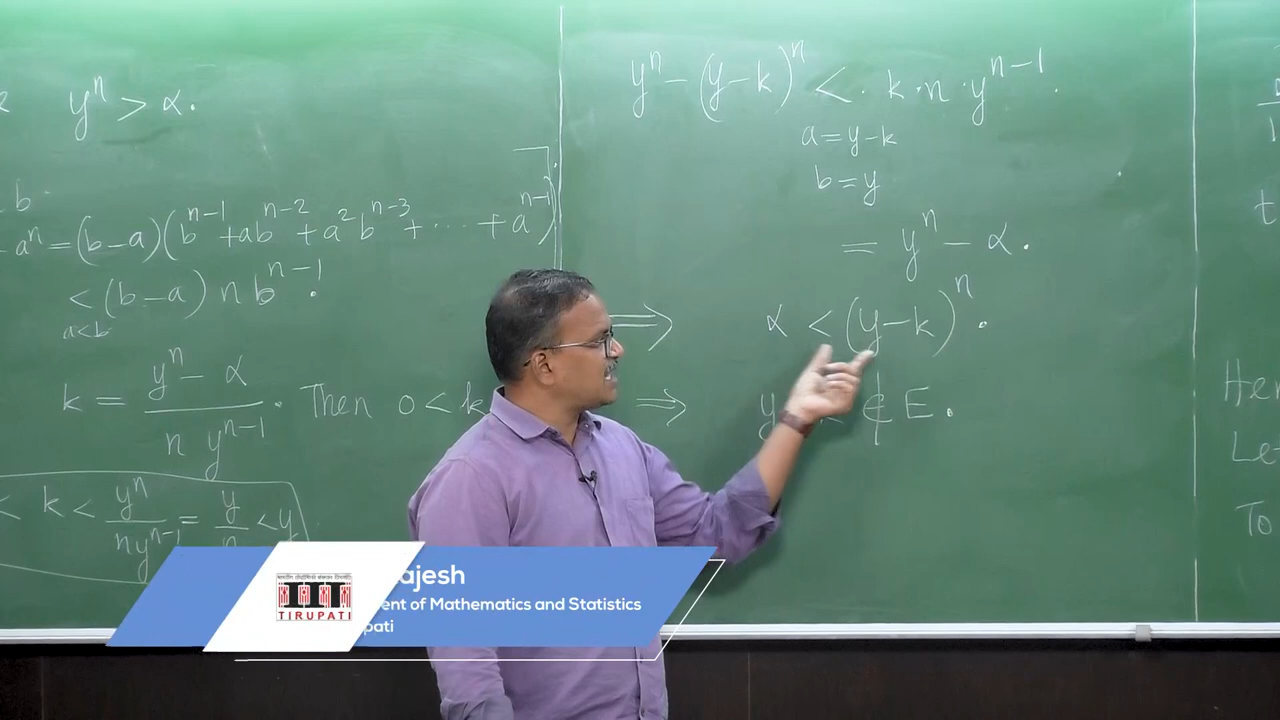 yⁿ > α.
b
aⁿ = (b-a)(bⁿ⁻¹ + abⁿ⁻² + a²bⁿ⁻³ + ... + aⁿ⁻¹)
< (b-a) n bⁿ⁻¹.
a<b
k = (yⁿ - α)/(n yⁿ⁻¹). Then 0 < k
< k < yⁿ/(nyⁿ⁻¹) = y/n < y
yⁿ - (y-k)ⁿ < k·n·yⁿ⁻¹.
a = y-k
b = y
= yⁿ - α.
⇒ α < (y-k)ⁿ.
⇒ y ∉ E.
Le
To
ajesh
ent of Mathematics and Statistics
pati
TIRUPATI